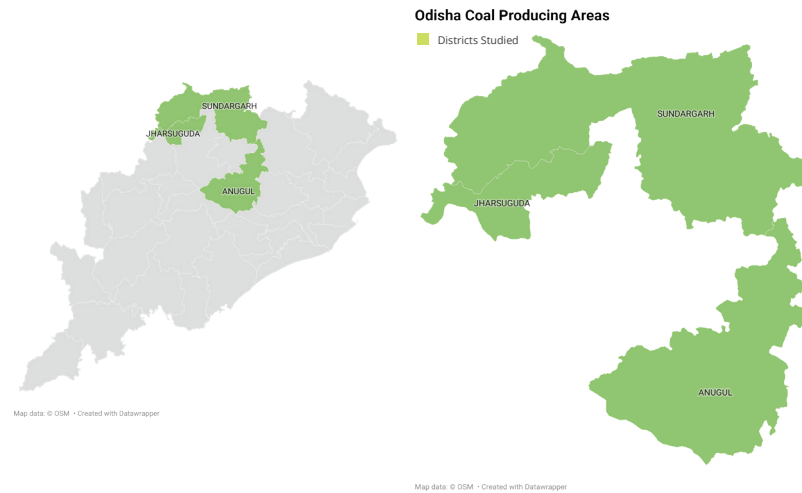 SUNDARGARH
JHARSUGUDA
ANUGUL
Map data: © OSM • Created with Datawrapper
Odisha Coal Producing Areas
Districts Studied
SUNDARGARH
JHARSUGUDA
ANUGUL
Map data: © OSM • Created with Datawrapper